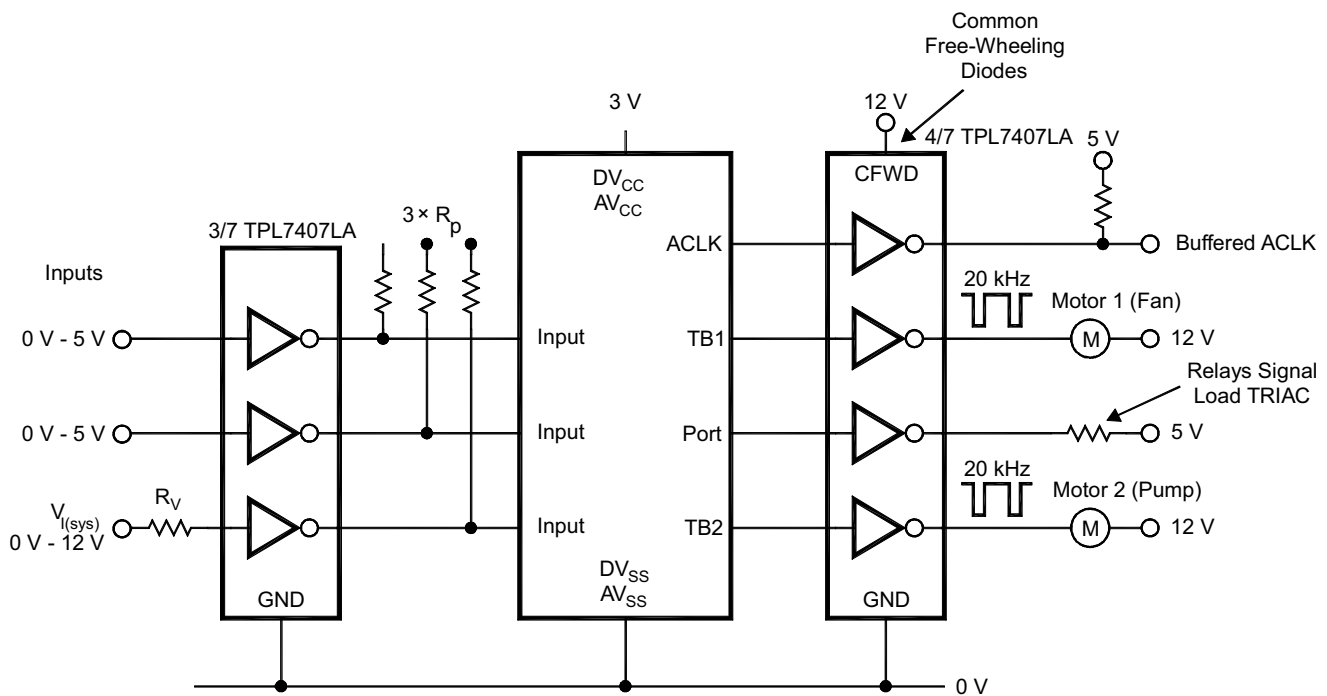 Common
Free-Wheeling
Diodes
3 V
12 V
4/7 TPL7407LA
5 V
DVCC
AVCC
CFWD
3 × Rp
3/7 TPL7407LA
ACLK
Buffered ACLK
Inputs
20 kHz
Motor 1 (Fan)
0 V - 5 V
Input
TB1
M
12 V
Relays Signal
Load TRIAC
0 V - 5 V
Input
Port
5 V
20 kHz
Motor 2 (Pump)
VI(sys)
RV
0 V - 12 V
Input
TB2
M
12 V
DVSS
AVSS
GND
GND
0 V